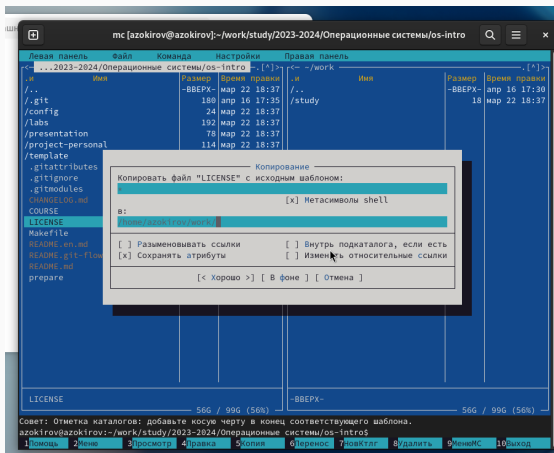 mc [azokirov@azokirov]:~/work/study/2023-2024/Операционные системы/os-intro
Левая панель Файл Команда Настройки Правая панель
<— ...2023-2024/Операционные системы/os-intro —.[^]> <— ~/work —.[^]>
.и Имя Размер Время правки .и Имя Размер Время правки
/.. -ВВЕРХ- мар 22 18:37 /.. -ВВЕРХ- апр 16 17:30
/.git 180 апр 16 17:35 /study 18 мар 22 18:37
/config 24 мар 22 18:37
/labs 192 мар 22 18:37
/presentation 78 мар 22 18:37
/project-personal 114 мар 22 18:37
/template
.gitattributes
.gitignore
.gitmodules
CHANGELOG.md
COURSE
LICENSE
Makefile
README.en.md
README.git-flow
README.md
prepare
Копирование
Копировать файл "LICENSE" с исходным шаблоном:
*
[x] Метасимволы shell
в:
/home/azokirov/work/
[ ] Разыменовывать ссылки [ ] Внутрь подкаталога, если есть
[x] Сохранять атрибуты [ ] Изменять относительные ссылки
[< Хорошо >] [ В фоне ] [ Отмена ]
LICENSE -ВВЕРХ-
56G / 99G (56%) 56G / 99G (56%)
Совет: Отметка каталогов: добавьте косую черту в конец соответствующего шаблона.
azokirov@azokirov:~/work/study/2023-2024/Операционные системы/os-intro$
1Помощь 2Меню 3Просмотр 4Правка 5Копия 6Перенос 7НовКтлг 8Удалить 9МенюМС 10Выход